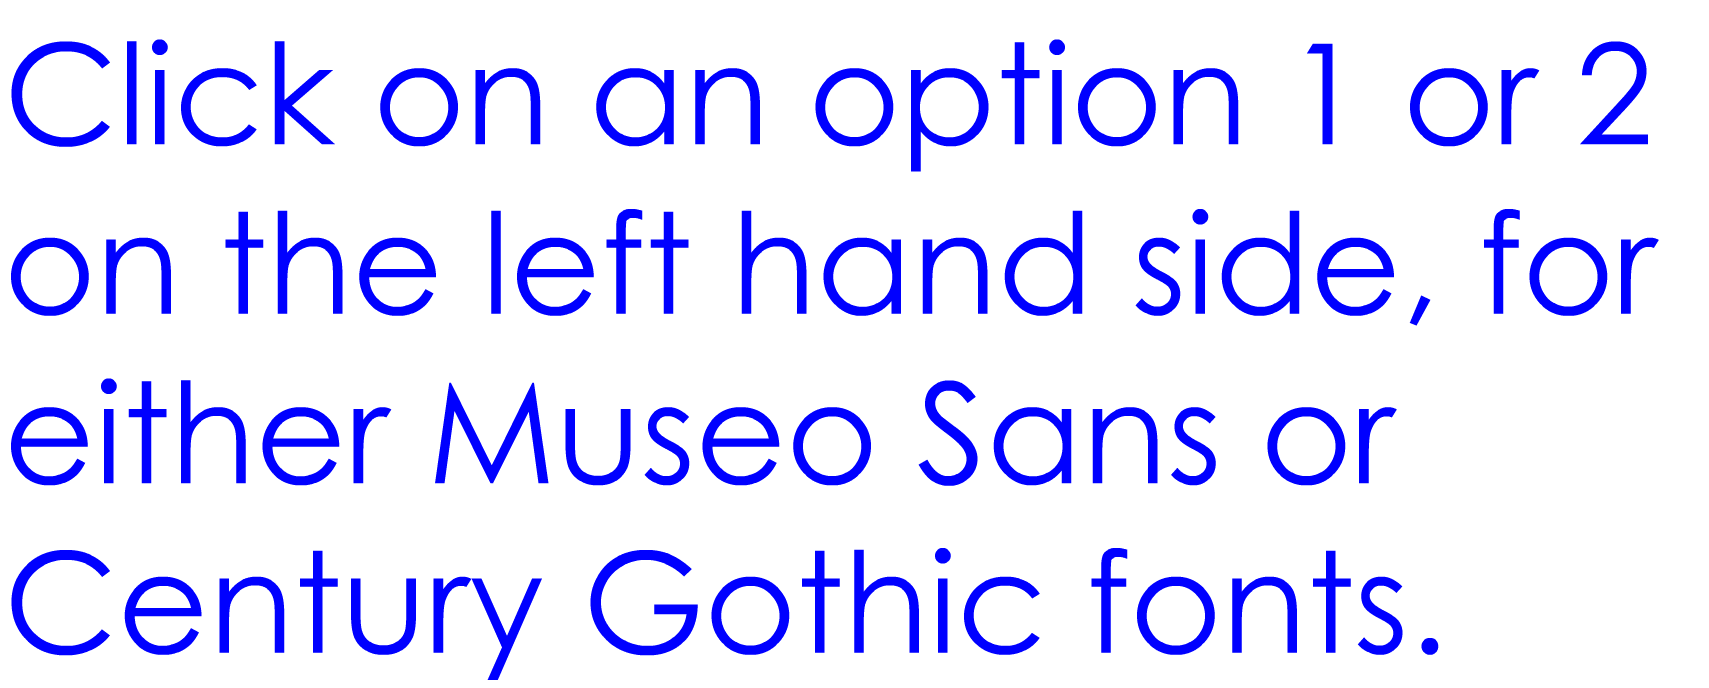 Click on an option 1 or 2
on the left hand side, for
either Museo Sans or
Century Gothic fonts.